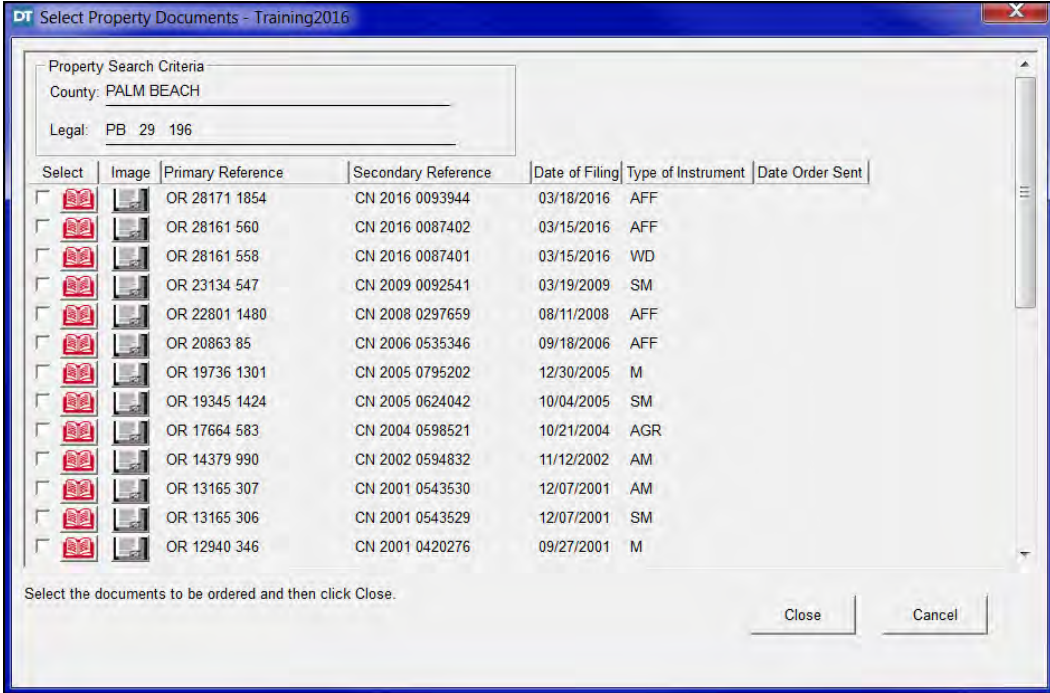 DT Select Property Documents - Training2016
X
Property Search Criteria
County: PALM BEACH
Legal: PB 29 196
Select Image Primary Reference Secondary Reference Date of Filing Type of Instrument Date Order Sent
OR 28171 1854 CN 2016 0093944 03/18/2016 AFF
OR 28161 560 CN 2016 0087402 03/15/2016 AFF
OR 28161 558 CN 2016 0087401 03/15/2016 WD
OR 23134 547 CN 2009 0092541 03/19/2009 SM
OR 22801 1480 CN 2008 0297659 08/11/2008 AFF
OR 20863 85 CN 2006 0535346 09/18/2006 AFF
OR 19736 1301 CN 2005 0795202 12/30/2005 M
OR 19345 1424 CN 2005 0624042 10/04/2005 SM
OR 17664 583 CN 2004 0598521 10/21/2004 AGR
OR 14379 990 CN 2002 0594832 11/12/2002 AM
OR 13165 307 CN 2001 0543530 12/07/2001 AM
OR 13165 306 CN 2001 0543529 12/07/2001 SM
OR 12940 346 CN 2001 0420276 09/27/2001 M
Select the documents to be ordered and then click Close.
Close Cancel